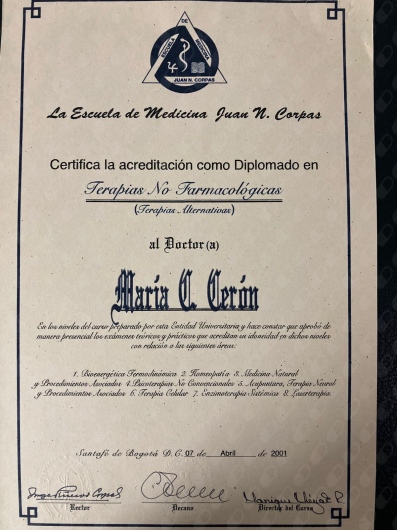 ESCUELA DE MEDICINA
JUAN N. CORPAS
La Escuela de Medicina Juan N. Corpas
Certifica la acreditación como Diplomado en
Terapias No Farmacológicas
(Terapias Alternativas)
al Doctor(a)
María C. Cerón
En los niveles del curso preparado por esta Entidad Universitaria y hace constar que aprobó de
manera presencial los exámenes teóricos y prácticos que acreditan su idoneidad en dichos niveles
con relación a las siguientes áreas:
1. Bioenergética Termodinámica 2. Homeopatía 3. Medicina Natural
y Procedimientos Asociados 4. Psicoterapias No Convencionales 5. Acupuntura, Terapia Neural
y Procedimientos Asociados 6. Terapia Celular 7. Enzimoterapia Sistémica 8. Laserterapia.
Santafé de Bogotá D.C. 07 de Abril de 2001
Rector Decano Director del Curso